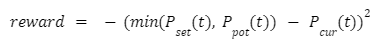 reward = − (min(P_set(t), P_pot(t)) − P_cur(t))²